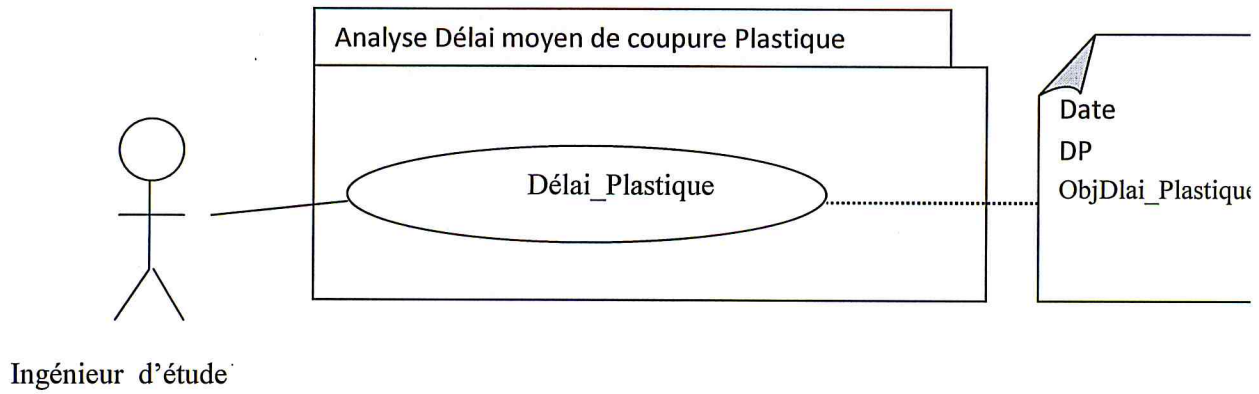 Analyse Délai moyen de coupure Plastique
Délai_Plastique
Date
DP
ObjDlai_Plastique
Ingénieur d'étude